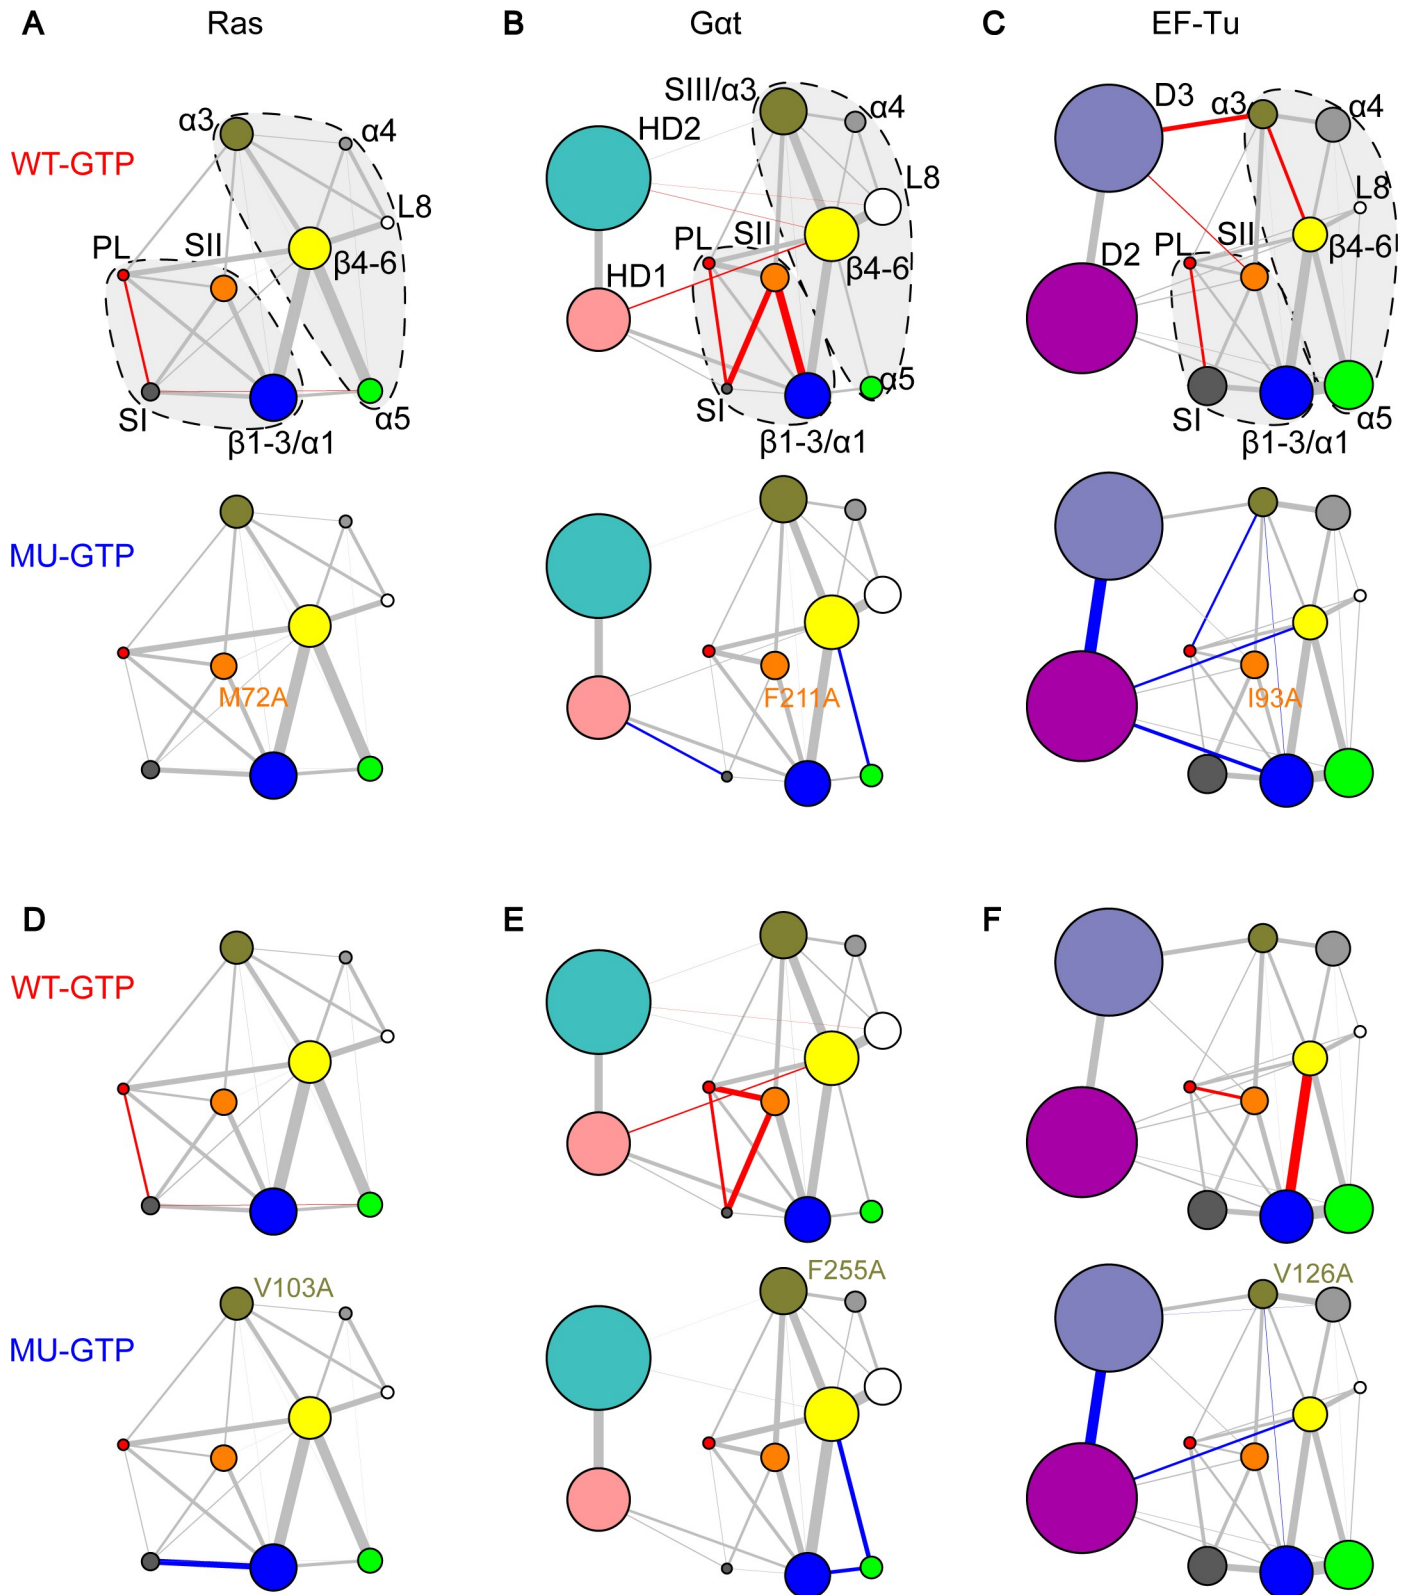 A Ras B Gαt C EF-Tu
WT-GTP
α3 α4 L8 PL SII β4-6 SI β1-3/α1 α5
SIII/α3 HD2 α4 L8 PL SII β4-6 HD1 SI β1-3/α1 α5
D3 α3 α4 L8 PL SII β4-6 D2 SI β1-3/α1 α5
MU-GTP
M72A F211A I93A
D E F
WT-GTP
V103A F255A V126A
MU-GTP